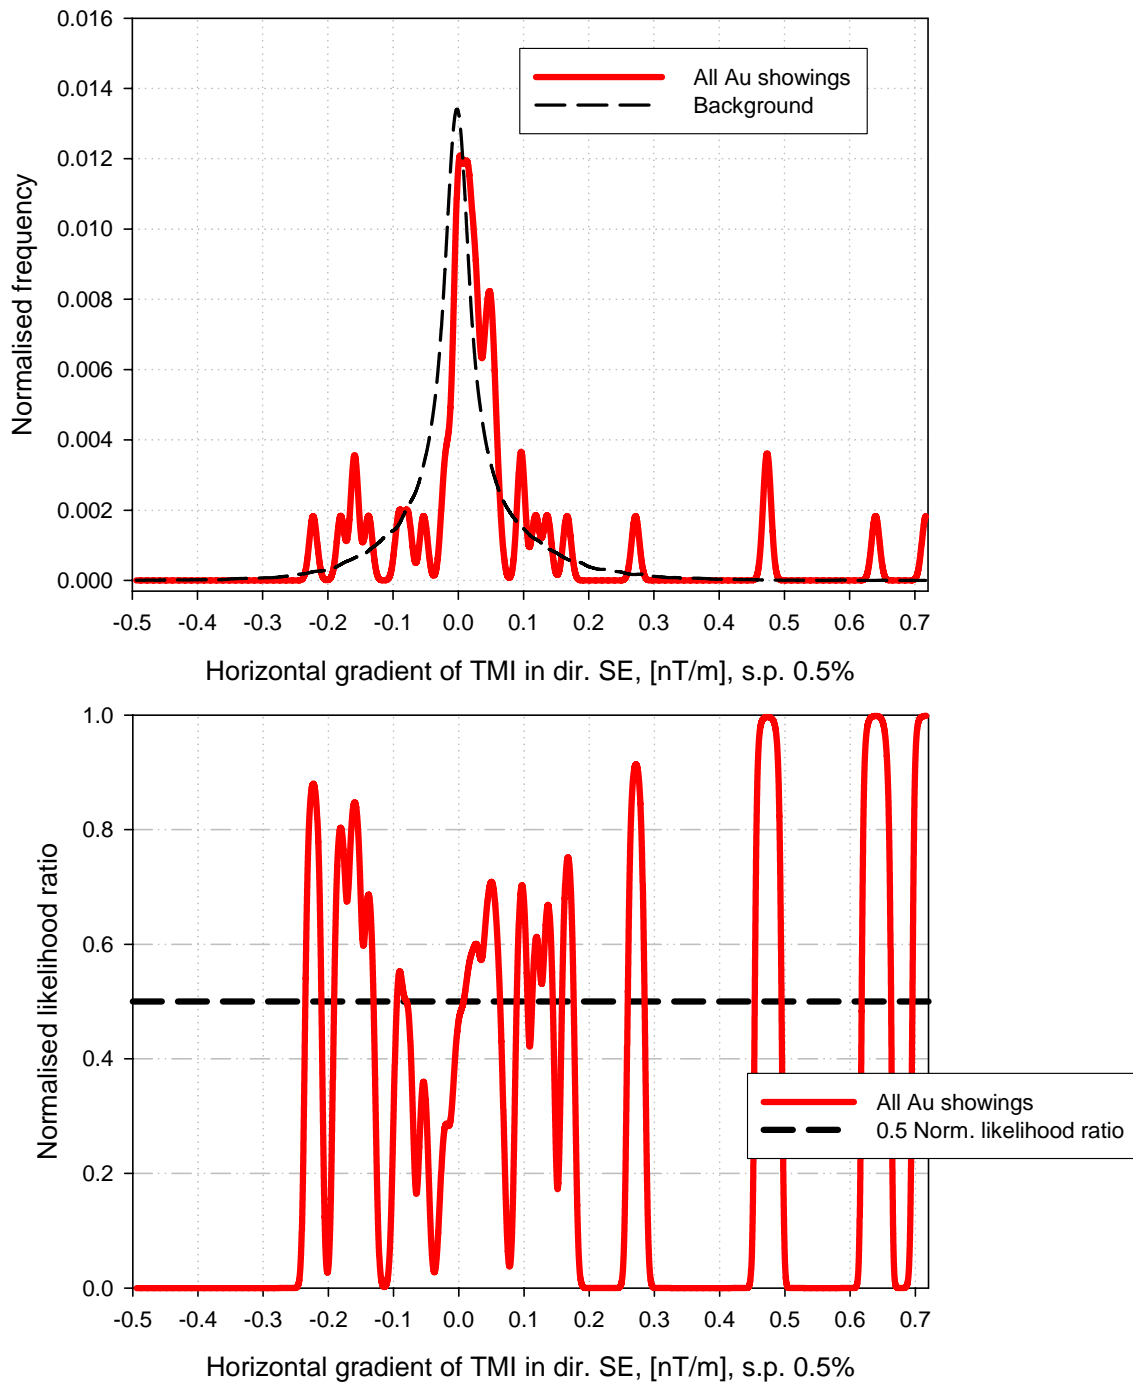 0.016
0.014
0.012
0.010
0.008
0.006
0.004
0.002
0.000
Normalised frequency
All Au showings
Background
-0.5 -0.4 -0.3 -0.2 -0.1 0.0 0.1 0.2 0.3 0.4 0.5 0.6 0.7
Horizontal gradient of TMI in dir. SE, [nT/m], s.p. 0.5%
1.0
0.8
0.6
0.4
0.2
0.0
Normalised likelihood ratio
All Au showings
0.5 Norm. likelihood ratio
-0.5 -0.4 -0.3 -0.2 -0.1 0.0 0.1 0.2 0.3 0.4 0.5 0.6 0.7
Horizontal gradient of TMI in dir. SE, [nT/m], s.p. 0.5%